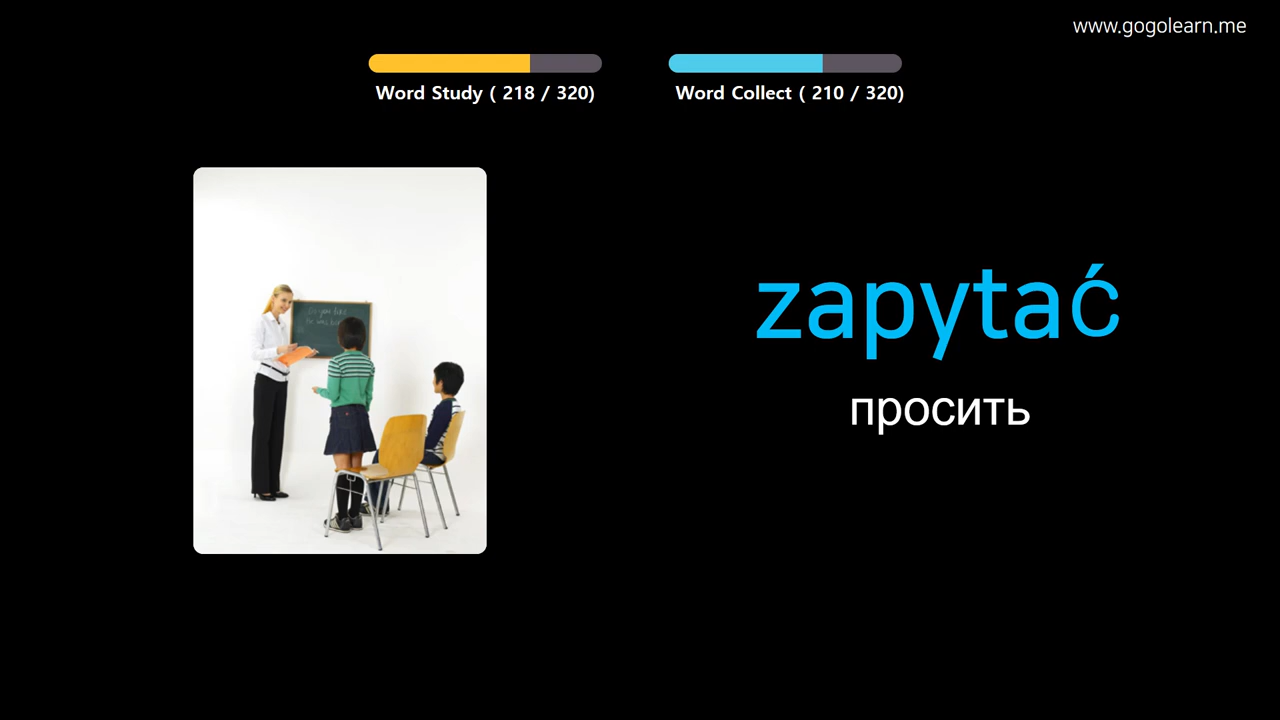 www.gogolearn.me
Word Study ( 218 / 320)
Word Collect ( 210 / 320)
zapytać
просить